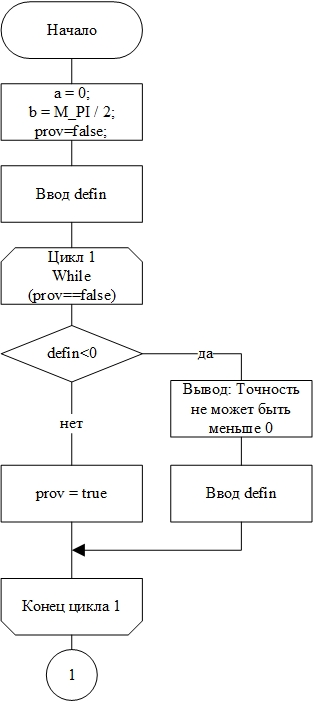 Начало
a = 0;
b = M_PI / 2;
prov=false;
Ввод defin
Цикл 1
While
(prov==false)
defin<0
да
Вывод: Точность
не может быть
меньше 0
нет
prov = true
Ввод defin
Конец цикла 1
1